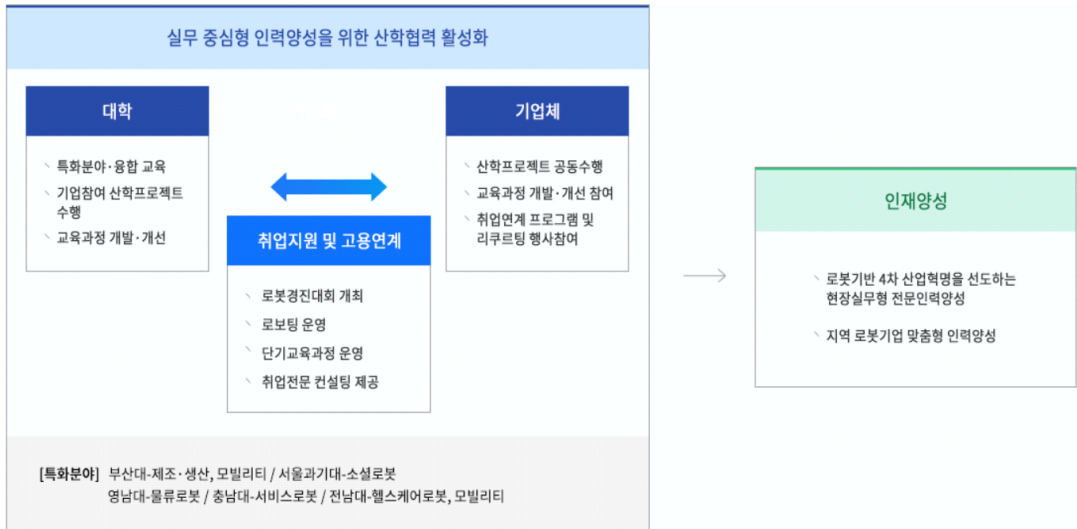 실무 중심형 인력양성을 위한 산학협력 활성화
대학
특화분야·융합 교육
기업참여 산학프로젝트
수행
교육과정 개발·개선
기업체
산학프로젝트 공동수행
교육과정 개발·개선 참여
취업연계 프로그램 및
리쿠르팅 행사참여
취업지원 및 고용연계
로봇경진대회 개최
로보팅 운영
단기교육과정 운영
취업전문 컨설팅 제공
[특화분야] 부산대-제조·생산, 모빌리티 / 서울과기대-소셜로봇
영남대-물류로봇 / 충남대-서비스로봇 / 전남대-헬스케어로봇, 모빌리티
인재양성
로봇기반 4차 산업혁명을 선도하는
현장실무형 전문인력양성
지역 로봇기업 맞춤형 인력양성